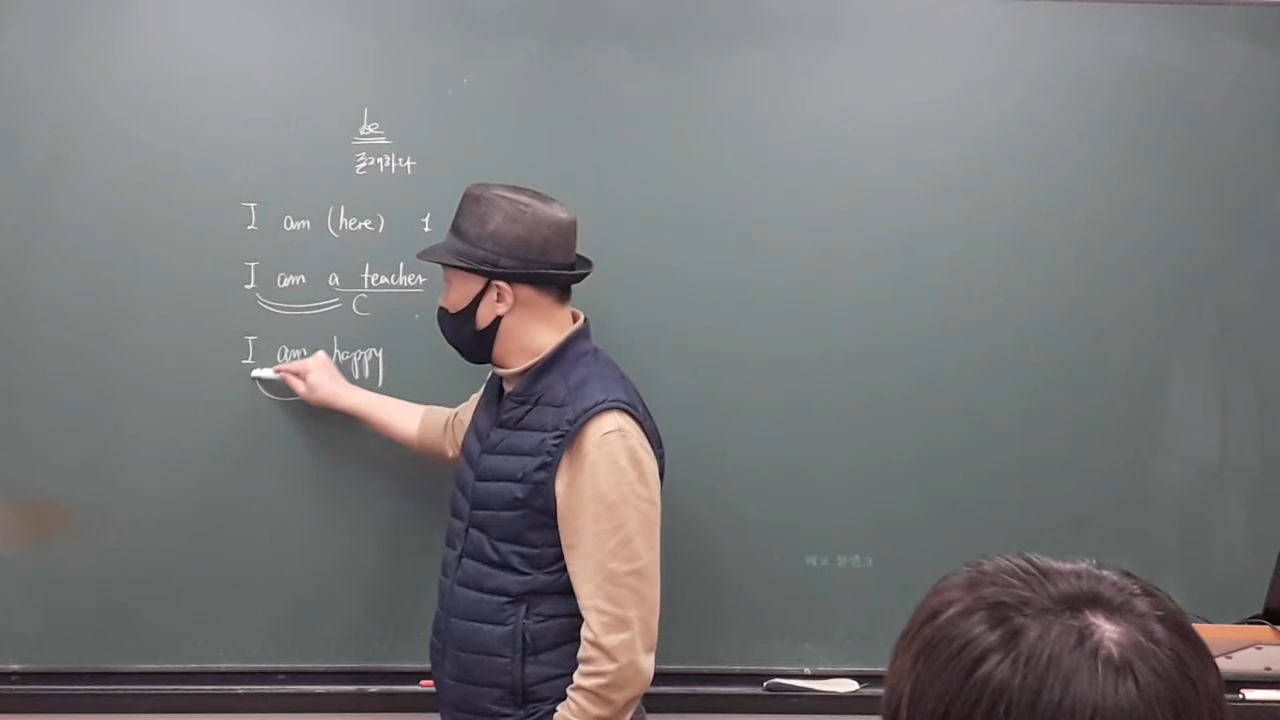 be
존재하다
I am (here) 1
I am a teacher
C
I am happy